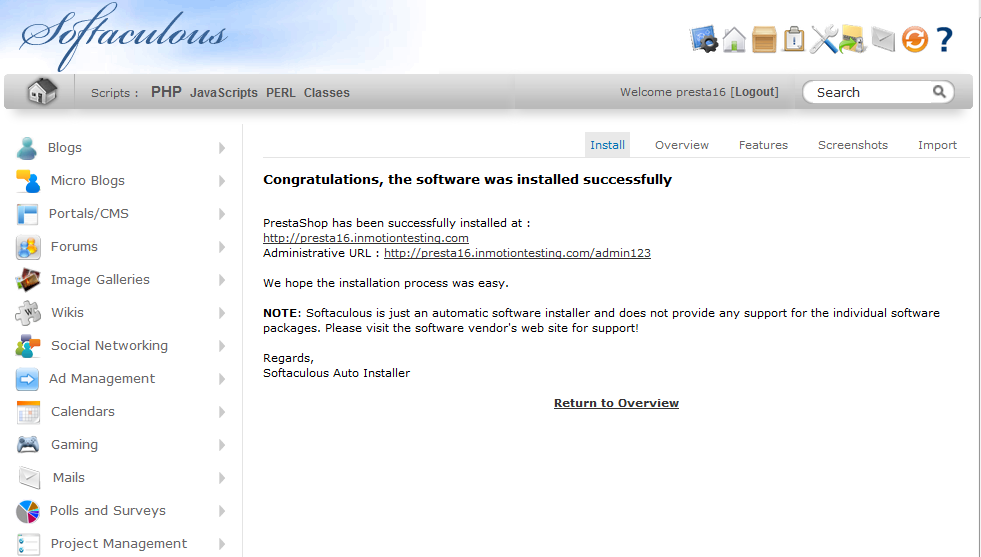 Softaculous
?
Scripts : PHP JavaScripts PERL Classes
Welcome presta16 [Logout]
Search
Blogs
Micro Blogs
Portals/CMS
Forums
Image Galleries
Wikis
W
Social Networking
Ad Management
Calendars
Gaming
Mails
Polls and Surveys
Project Management
Install Overview Features Screenshots Import
Congratulations, the software was installed successfully
PrestaShop has been successfully installed at :
http://presta16.inmotiontesting.com
Administrative URL : http://presta16.inmotiontesting.com/admin123
We hope the installation process was easy.
NOTE: Softaculous is just an automatic software installer and does not provide any support for the individual software
packages. Please visit the software vendor's web site for support!
Regards,
Softaculous Auto Installer
Return to Overview